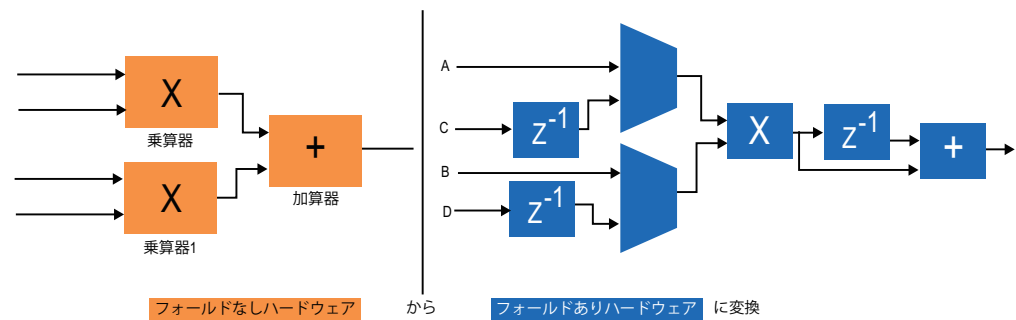 X
乗算器
X
乗算器1
+
加算器
A
C
z-1
B
D
z-1
X
z-1
+
フォールドなしハードウェア から フォールドありハードウェア に変換